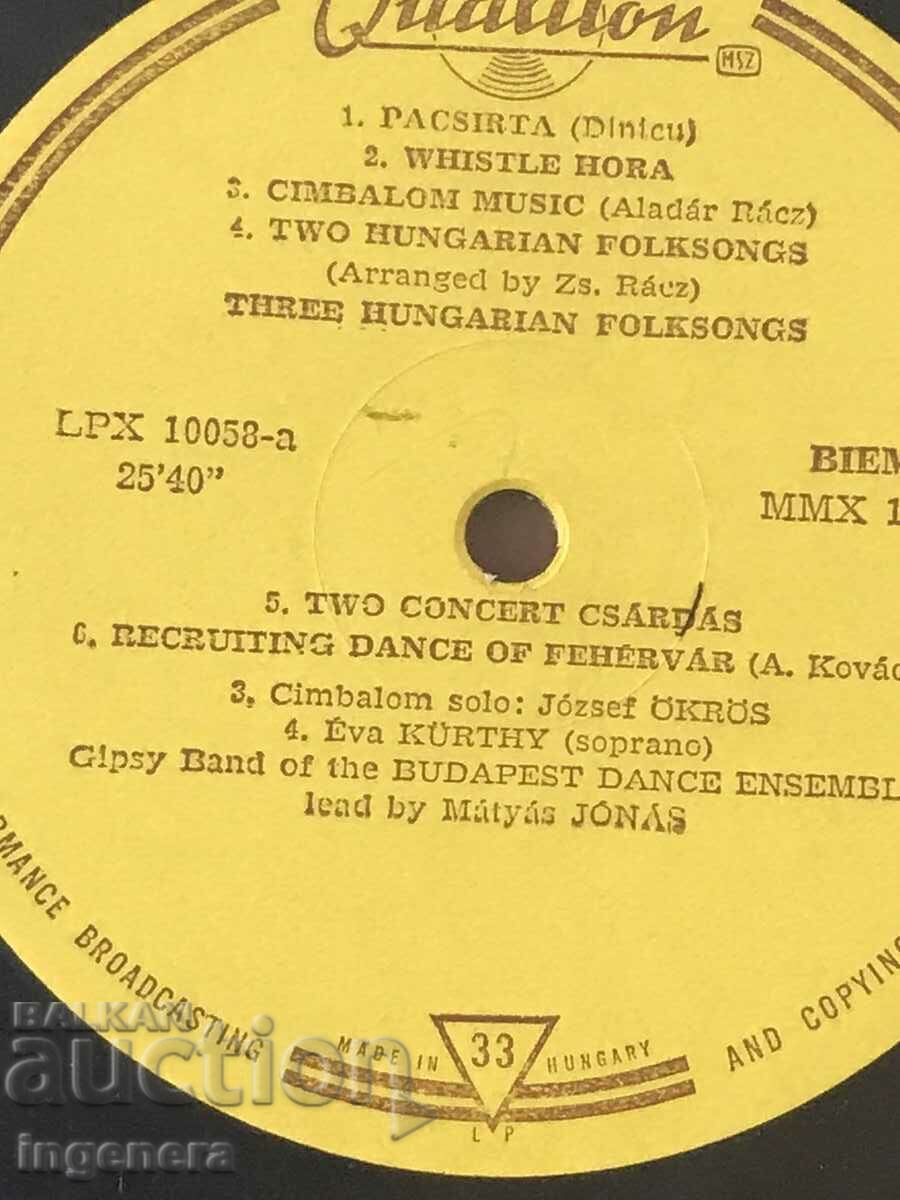 Qualiton
MSZ
1. PACSIRTA (Dinicu)
2. WHISTLE HORA
3. CIMBALOM MUSIC (Aladár Rácz)
4. TWO HUNGARIAN FOLKSONGS
(Arranged by Zs. Rácz)
THREE HUNGARIAN FOLKSONGS
LPX 10058-a
25'40”
BIEM
MMX 1
5. TWO CONCERT CSÁRDÁS
6. RECRUITING DANCE OF FEHÉRVÁR (A. Kovác
3. Cimbalom solo: József ÖKRÖS
4. Éva KÜRTHY (soprano)
Gipsy Band of the BUDAPEST DANCE ENSEMBL
lead by Mátyás JÓNÁS
RMANCE BROADCASTING
AND COPYING
MADE IN 33 HUNGARY
LP
BALKAN
auction
ingenera